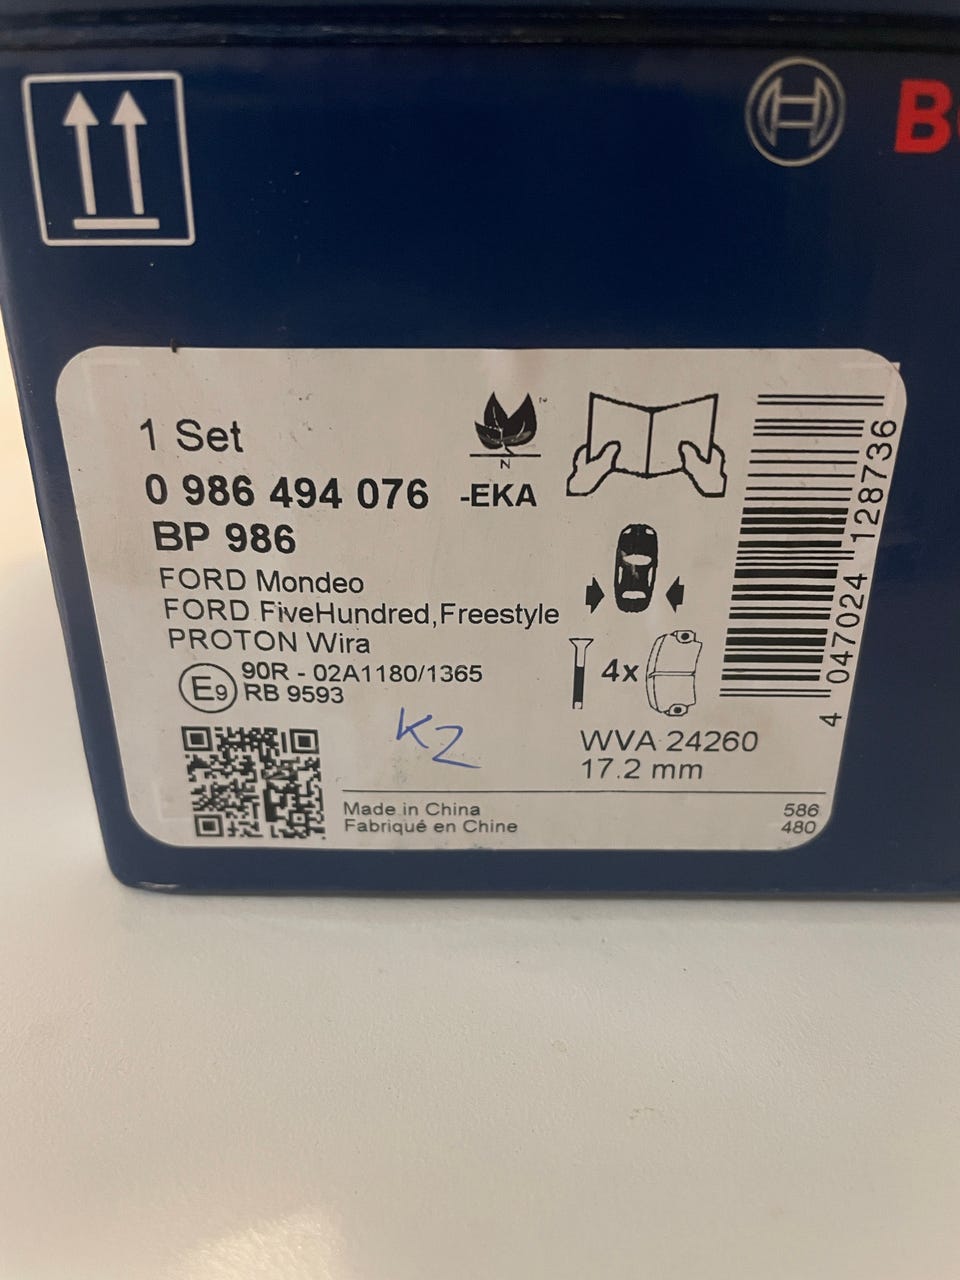 B
1 Set
0 986 494 076 -EKA
BP 986
FORD Mondeo
FORD FiveHundred,Freestyle
PROTON Wira
E9 90R - 02A1180/1365
RB 9593
N
4x
WVA 24260
17.2 mm
KZ
Made in China
Fabriqué en Chine
586
480
4 047024 128736